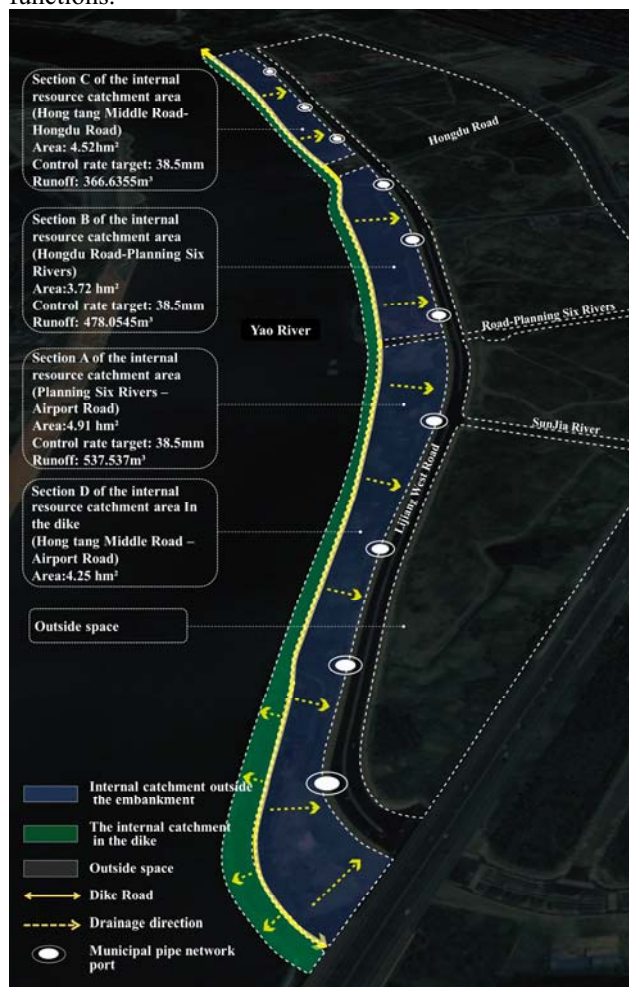 functions.
Section C of the internal
resource catchment area
(Hong tang Middle Road-
Hongdu Road)
Area: 4.52hm²
Control rate target: 38.5mm
Runoff: 366.6355m³
Section B of the internal
resource catchment area
(Hongdu Road-Planning Six
Rivers)
Area:3.72 hm²
Control rate target: 38.5mm
Runoff: 478.0545m³
Section A of the internal
resource catchment area
(Planning Six Rivers –
Airport Road)
Area:4.91 hm²
Control rate target: 38.5mm
Runoff: 537.537m³
Section D of the internal
resource catchment area In
the dike
(Hong tang Middle Road –
Airport Road)
Area:4.25 hm²
Outside space
Hongdu Road
Yao River
Road-Planning Six Rivers
SunJia River
Lijiang West Road
Internal catchment outside
the embankment
The internal catchment
in the dike
Outside space
Dike Road
Drainage direction
Municipal pipe network
port